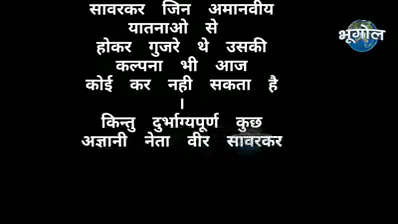 सावरकर जिन अमानवीय
यातनाओ से
होकर गुजरे थे उसकी
कल्पना भी आज
कोई कर नही सकता है
।
किन्तु दुर्भाग्यपूर्ण कुछ
अज्ञानी नेता वीर सावरकर
भूगोल